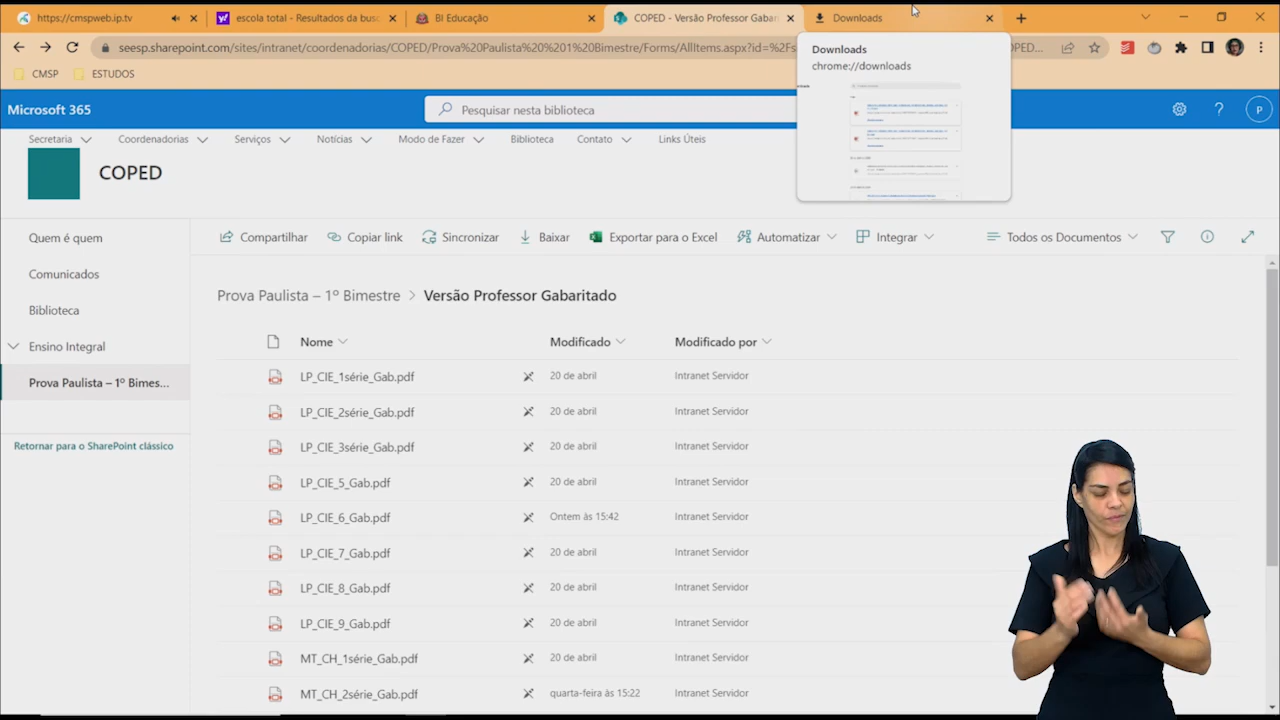 https://cmspweb.ip.tv
escola total - Resultados da busc
BI Educação
COPED - Versão Professor Gabari
Downloads
seesp.sharepoint.com/sites/intranet/coordenadorias/COPED/Prova%20Paulista%20%201%20Bimestre/Forms/AllItems.aspx?id=%2Fs
OPED...
Downloads
chrome://downloads
CMSP
ESTUDOS
Microsoft 365
Pesquisar nesta biblioteca
?
P
Secretaria
Coordenadorias
Serviços
Notícias
Modo de Fazer
Biblioteca
Contato
Links Úteis
COPED
Quem é quem
Comunicados
Biblioteca
Ensino Integral
Prova Paulista – 1º Bimes...
Retornar para o SharePoint clássico
Compartilhar
Copiar link
Sincronizar
Baixar
Exportar para o Excel
Automatizar
Integrar
Todos os Documentos
Prova Paulista – 1º Bimestre > Versão Professor Gabaritado
Nome Modificado Modificado por
LP_CIE_1série_Gab.pdf 20 de abril Intranet Servidor
LP_CIE_2série_Gab.pdf 20 de abril Intranet Servidor
LP_CIE_3série_Gab.pdf 20 de abril Intranet Servidor
LP_CIE_5_Gab.pdf 20 de abril Intranet Servidor
LP_CIE_6_Gab.pdf Ontem às 15:42 Intranet Servidor
LP_CIE_7_Gab.pdf 20 de abril Intranet Servidor
LP_CIE_8_Gab.pdf 20 de abril Intranet Servidor
LP_CIE_9_Gab.pdf 20 de abril Intranet Servidor
MT_CH_1série_Gab.pdf 20 de abril Intranet Servidor
MT_CH_2série_Gab.pdf quarta-feira às 15:22 Intranet Servidor